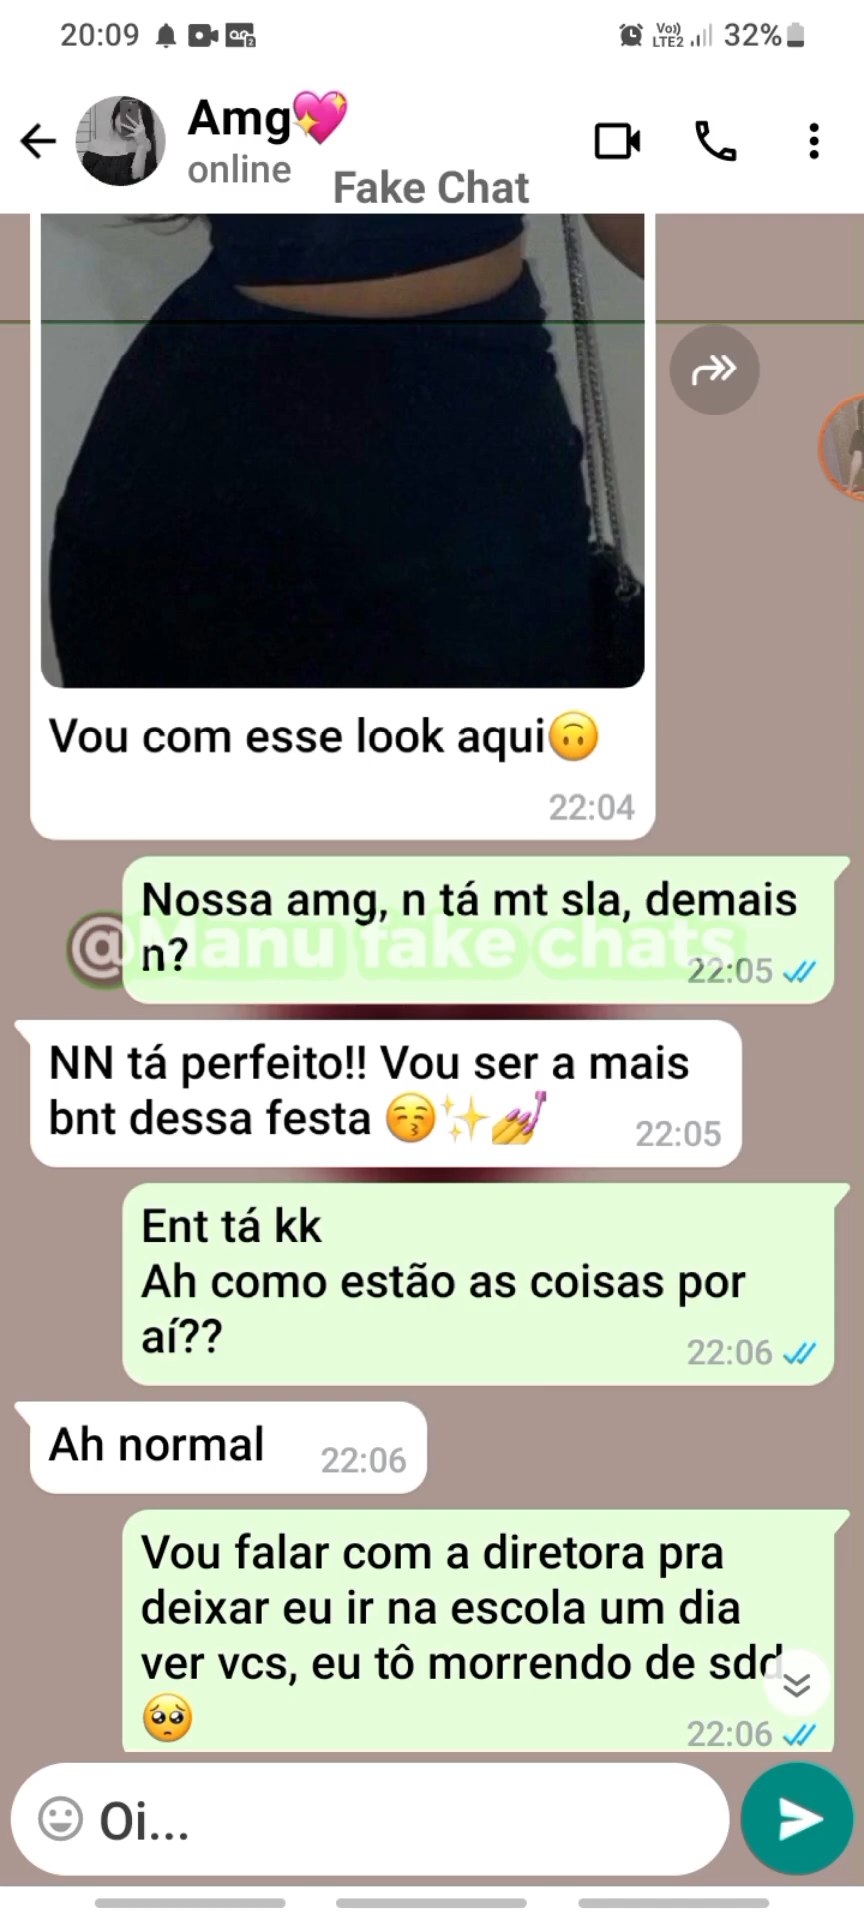 20:09
Vo))
LTE2
32%
Amg💖
online
Fake Chat
Vou com esse look aqui🙃
22:04
Nossa amg, n tá mt sla, demais
n?
22:05
@Manu fake chats
NN tá perfeito!! Vou ser a mais
bnt dessa festa 😚✨💅
22:05
Ent tá kk
Ah como estão as coisas por
aí??
22:06
Ah normal
22:06
Vou falar com a diretora pra
deixar eu ir na escola um dia
ver vcs, eu tô morrendo de sdd
🥺
22:06
Oi...